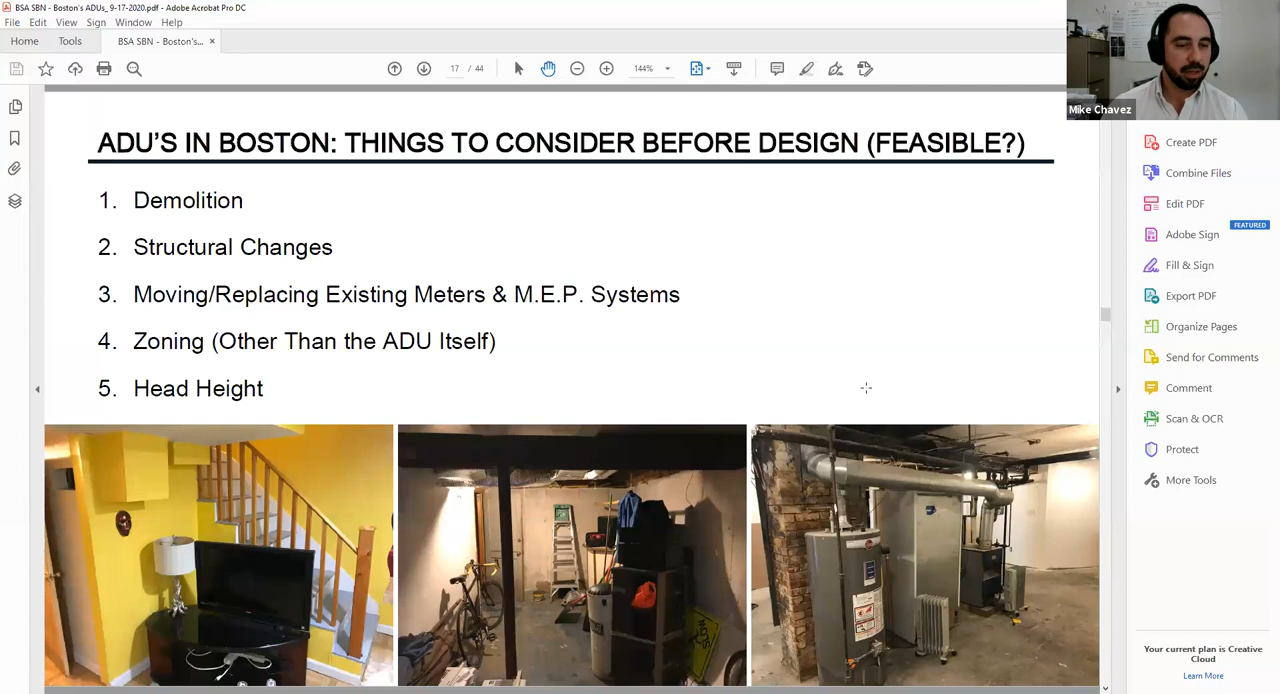 BSA SBN - Boston's ADUs_ 9-17-2020.pdf - Adobe Acrobat Pro DC
File Edit View Sign Window Help
Home Tools BSA SBN - Boston's... ×
17 / 44 144%
Mike Chavez
ADU'S IN BOSTON: THINGS TO CONSIDER BEFORE DESIGN (FEASIBLE?)
1. Demolition
2. Structural Changes
3. Moving/Replacing Existing Meters & M.E.P. Systems
4. Zoning (Other Than the ADU Itself)
5. Head Height
SLOW
Create PDF
Combine Files
Edit PDF
FEATURED
Adobe Sign
Fill & Sign
Export PDF
Organize Pages
Send for Comments
Comment
Scan & OCR
Protect
More Tools
Your current plan is Creative
Cloud
Learn More